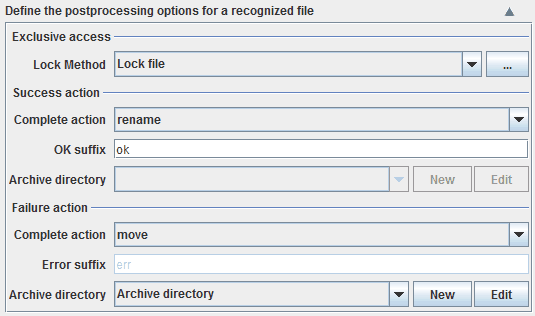 Define the postprocessing options for a recognized file
Exclusive access
Lock Method Lock file ...
Success action
Complete action rename
OK suffix ok
Archive directory New Edit
Failure action
Complete action move
Error suffix err
Archive directory Archive directory New Edit